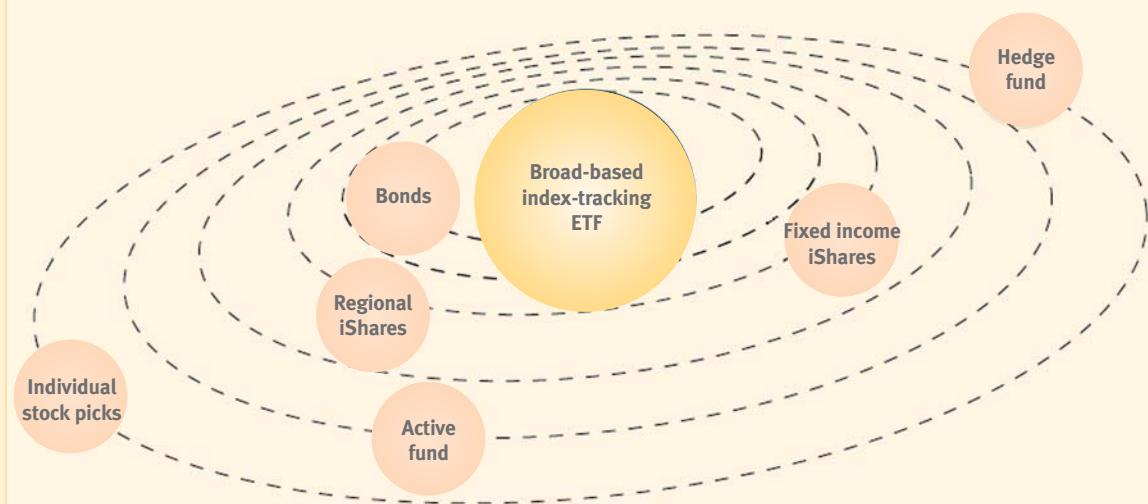 Hedge
fund
Broad-based
index-tracking
ETF
Bonds
Fixed income
iShares
Regional
iShares
Individual
stock picks
Active
fund